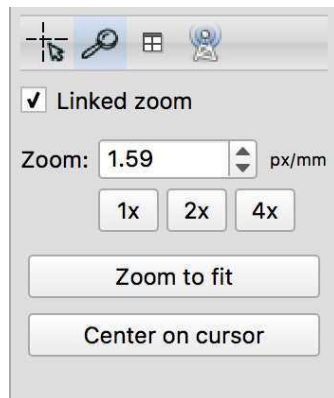 Linked zoom
Zoom: 1.59 px/mm
1x 2x 4x
Zoom to fit
Center on cursor